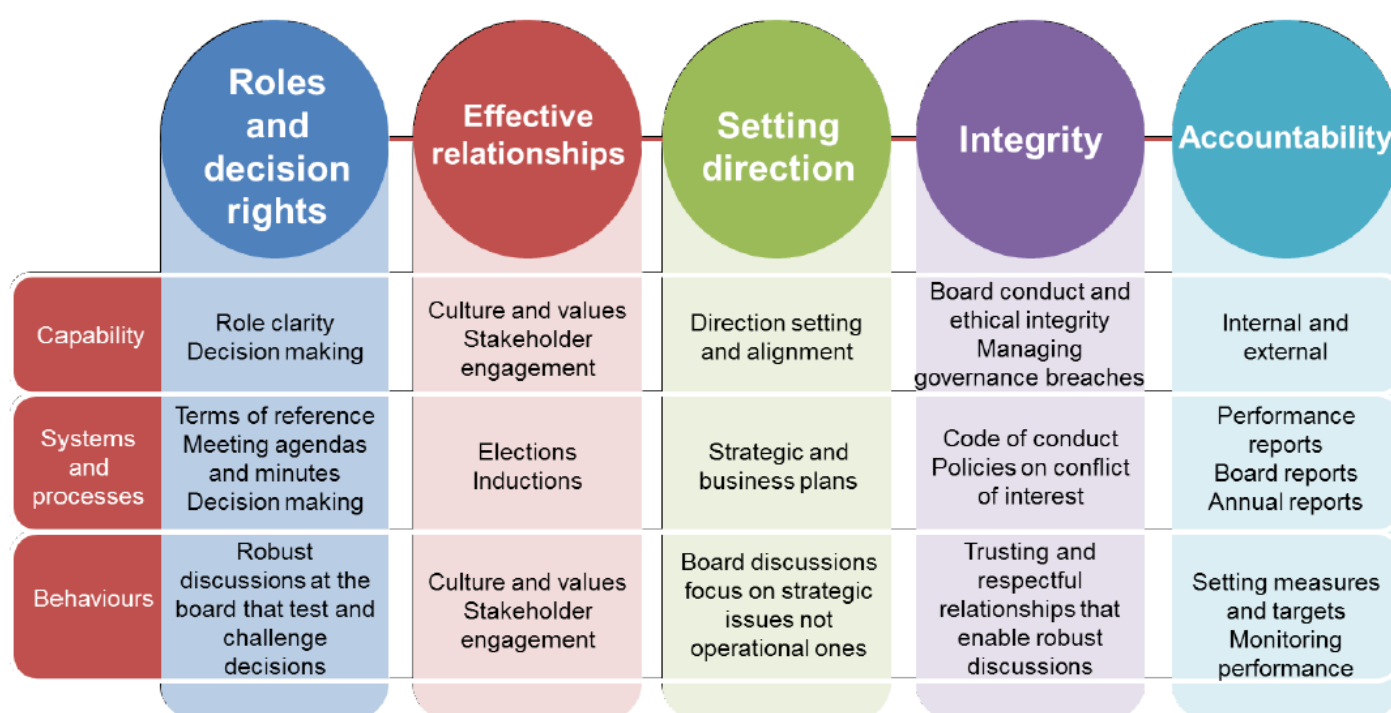 Roles
and
decision
rights
Effective
relationships
Setting
direction
Integrity
Accountability
Capability
Role clarity
Decision making
Culture and values
Stakeholder
engagement
Direction setting
and alignment
Board conduct and
ethical integrity
Managing
governance breaches
Internal and
external
Systems
and
processes
Terms of reference
Meeting agendas
and minutes
Decision making
Elections
Inductions
Strategic and
business plans
Code of conduct
Policies on conflict
of interest
Performance
reports
Board reports
Annual reports
Behaviours
Robust
discussions at the
board that test and
challenge
decisions
Culture and values
Stakeholder
engagement
Board discussions
focus on strategic
issues not
operational ones
Trusting and
respectful
relationships that
enable robust
discussions
Setting measures
and targets
Monitoring
performance